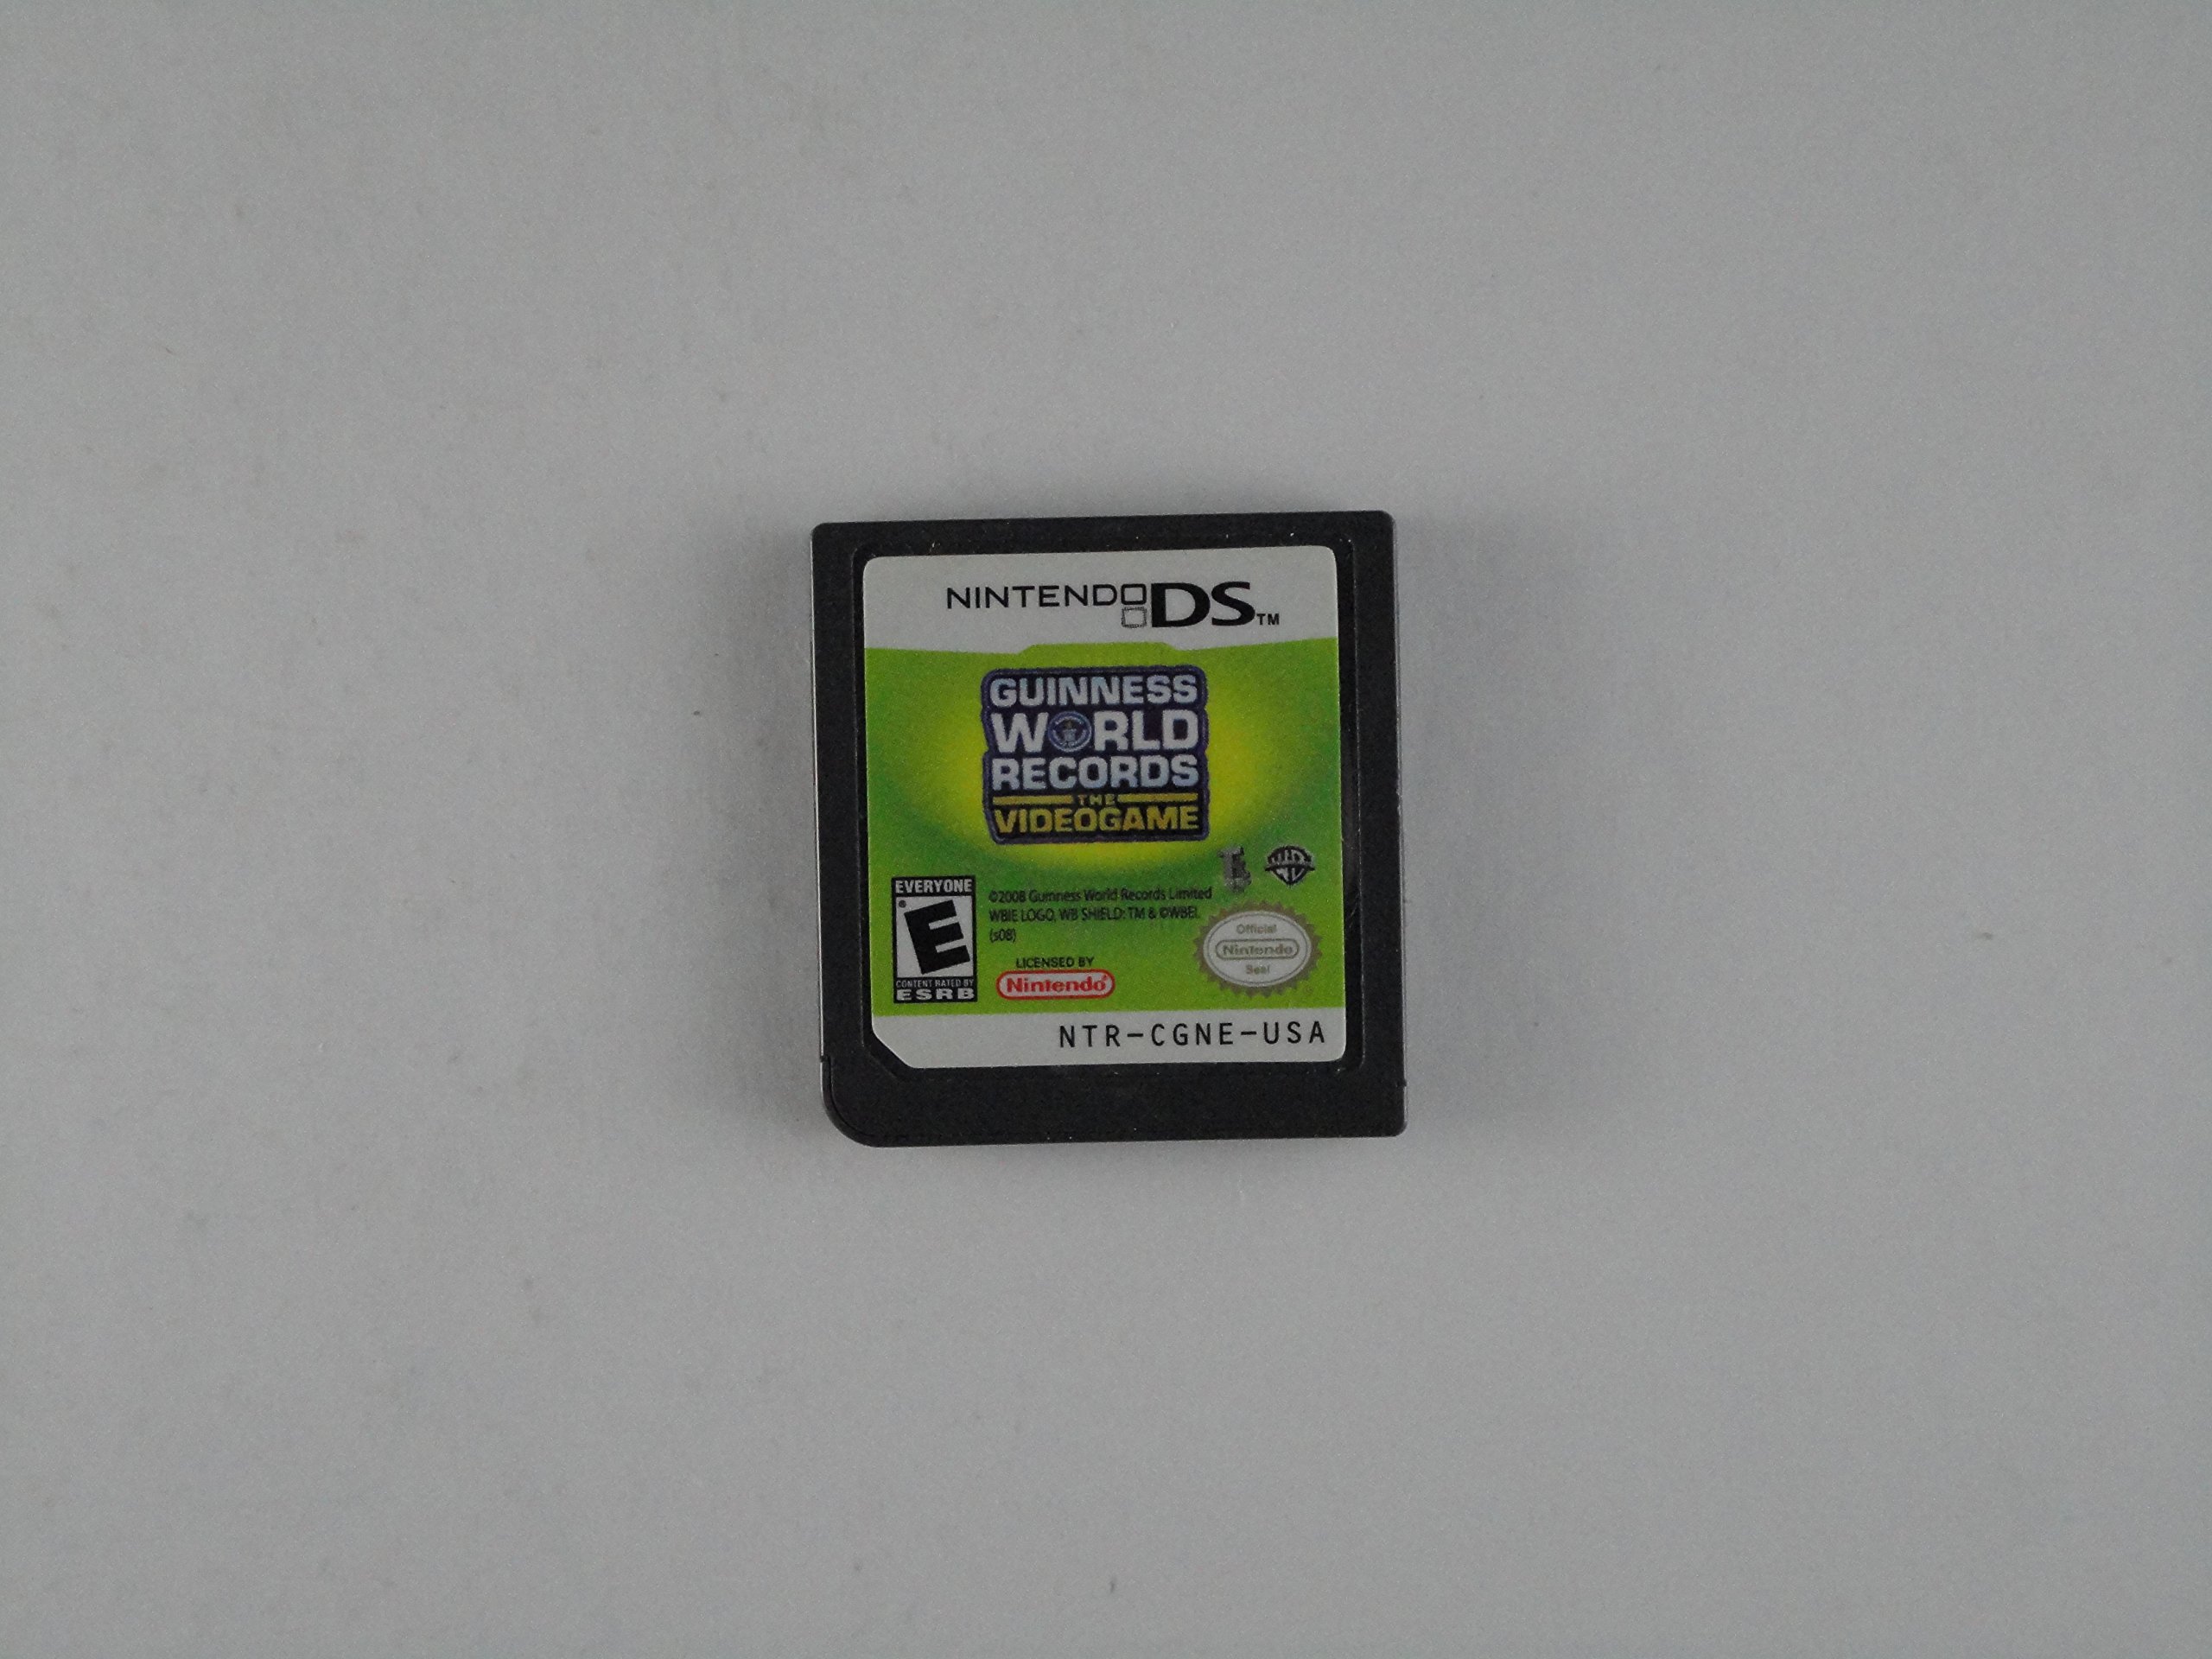 NINTENDO DS™
GUINNESS
WORLD
RECORDS
THE
VIDEOGAME
EVERYONE
E
CONTENT RATED BY
ESRB
©2008 Guinness World Records Limited
WBIE LOGO, WB SHIELD: TM & ©WBEI.
(s08)
LICENSED BY
Nintendo®
WB
Official
Nintendo
Seal
NTR-CGNE-USA